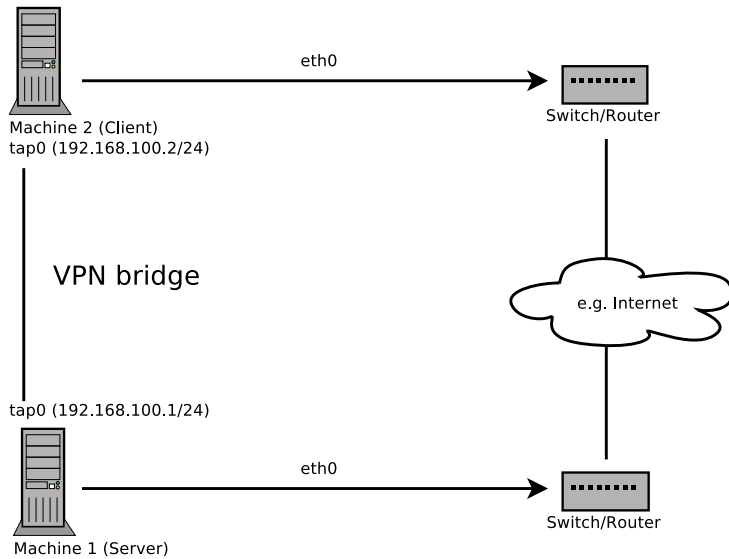 eth0
Switch/Router
Machine 2 (Client)
tap0 (192.168.100.2/24)
VPN bridge
e.g. Internet
tap0 (192.168.100.1/24)
eth0
Switch/Router
Machine 1 (Server)